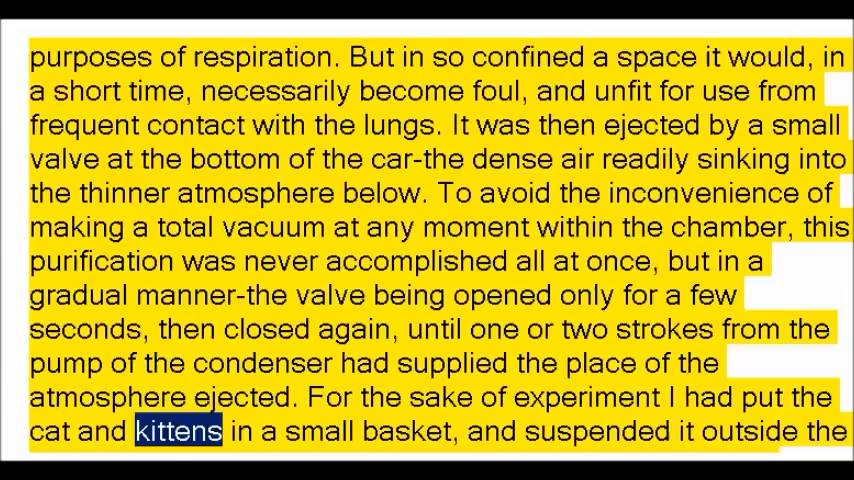 purposes of respiration. But in so confined a space it would, in
a short time, necessarily become foul, and unfit for use from
frequent contact with the lungs. It was then ejected by a small
valve at the bottom of the car-the dense air readily sinking into
the thinner atmosphere below. To avoid the inconvenience of
making a total vacuum at any moment within the chamber, this
purification was never accomplished all at once, but in a
gradual manner-the valve being opened only for a few
seconds, then closed again, until one or two strokes from the
pump of the condenser had supplied the place of the
atmosphere ejected. For the sake of experiment I had put the
cat and kittens in a small basket, and suspended it outside the